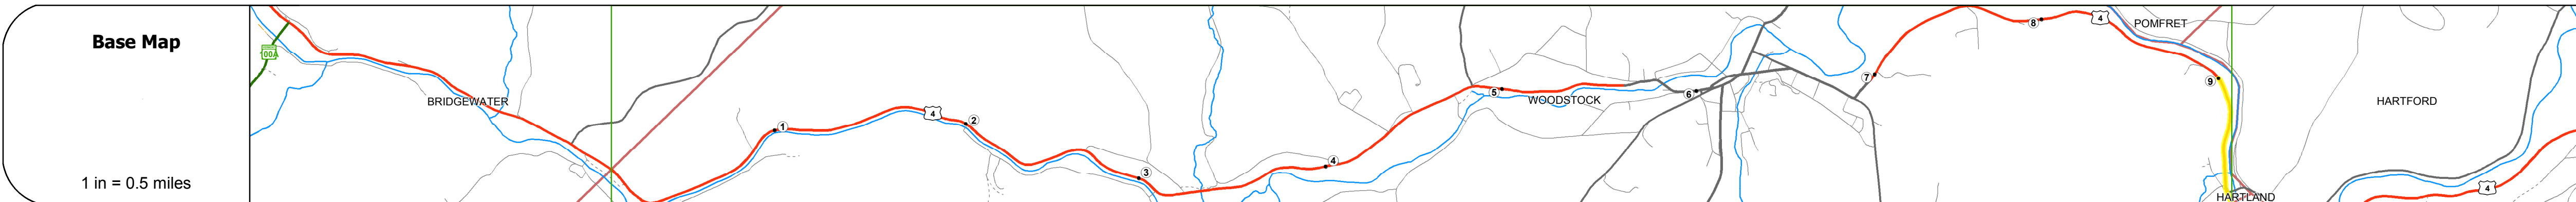 Base Map
1 in = 0.5 miles
100A
BRIDGEWATER
1
4
2
3
4
5
WOODSTOCK
6
7
8
4
POMFRET
9
HARTFORD
HARTLAND
4